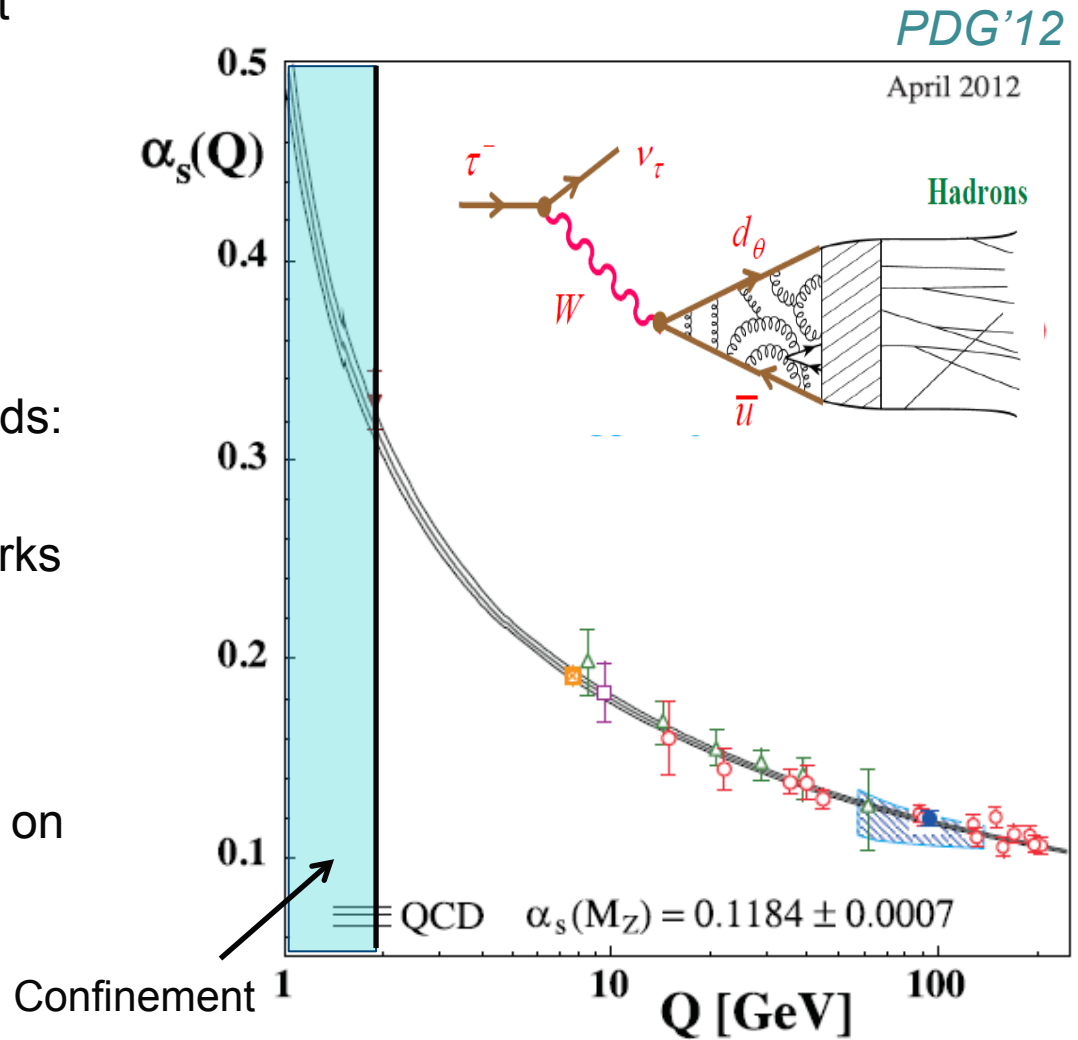 t
PDG'12
0.5
April 2012
αs(Q)
τ⁻
ντ
Hadrons
0.4
dθ
W
u̅
ds:
0.3
rks
0.2
on
0.1
QCD αs(MZ) = 0.1184 ± 0.0007
Confinement
1 10 100
Q [GeV]